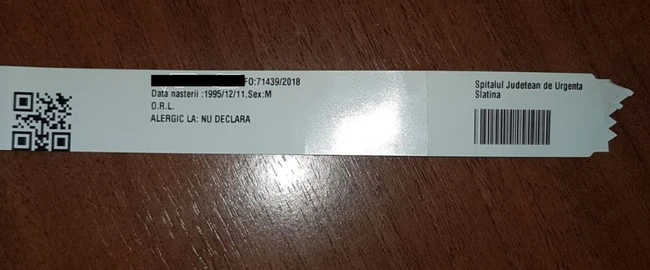 FO:71439/2018
Data nasterii :1995/12/11,Sex:M
O.R.L.
ALERGIC LA: NU DECLARA
Spitalul Judetean de Urgenta
Slatina